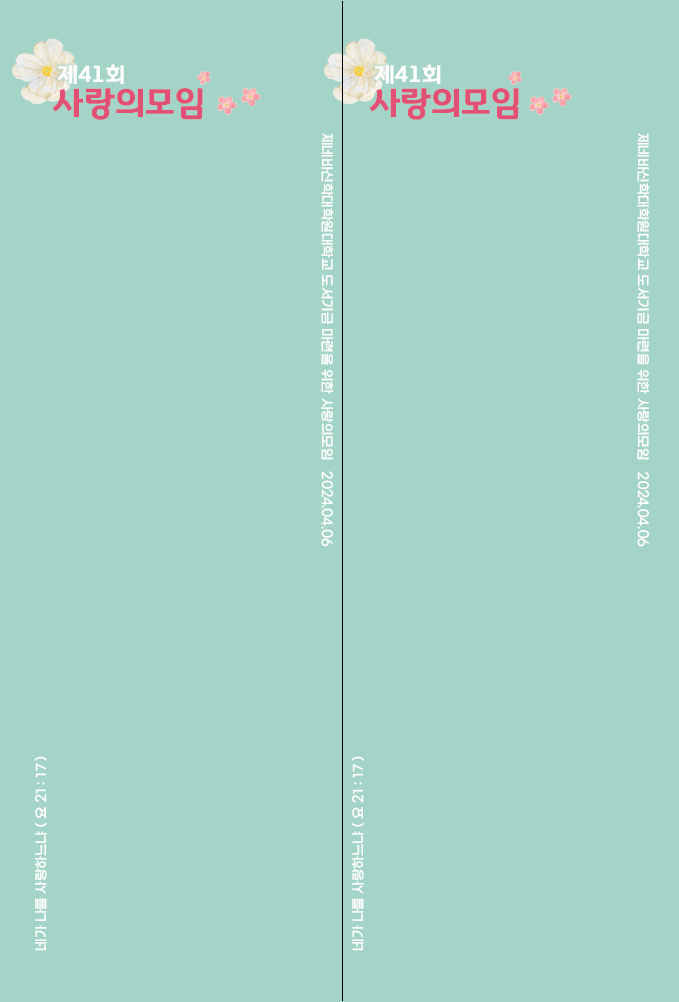 제41회
사랑의모임
제네바신학대학원대학교 도서기금 마련을 위한 사랑의모임 2024.04.06
네가 나를 사랑하느냐 ( 요 21 : 17 )
제41회
사랑의모임
제네바신학대학원대학교 도서기금 마련을 위한 사랑의모임 2024.04.06
네가 나를 사랑하느냐 ( 요 21 : 17 )